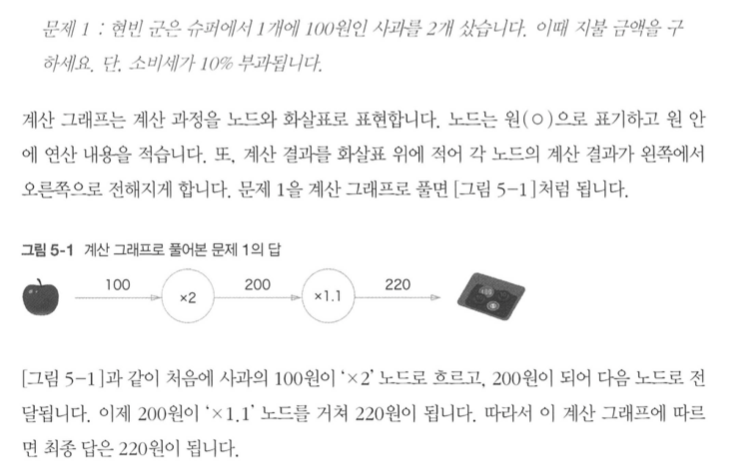 문제 1 : 현빈 군은 슈퍼에서 1개에 100원인 사과를 2개 샀습니다. 이때 지불 금액을 구
하세요. 단, 소비세가 10% 부과됩니다.
계산 그래프는 계산 과정을 노드와 화살표로 표현합니다. 노드는 원(○)으로 표기하고 원 안
에 연산 내용을 적습니다. 또, 계산 결과를 화살표 위에 적어 각 노드의 계산 결과가 왼쪽에서
오른쪽으로 전해지게 합니다. 문제 1을 계산 그래프로 풀면 [그림 5-1]처럼 됩니다.
그림 5-1 계산 그래프로 풀어본 문제 1의 답
100 ×2 200 ×1.1 220
[그림 5-1]과 같이 처음에 사과의 100원이 '×2' 노드로 흐르고, 200원이 되어 다음 노드로 전
달됩니다. 이제 200원이 '×1.1' 노드를 거쳐 220원이 됩니다. 따라서 이 계산 그래프에 따르
면 최종 답은 220원이 됩니다.